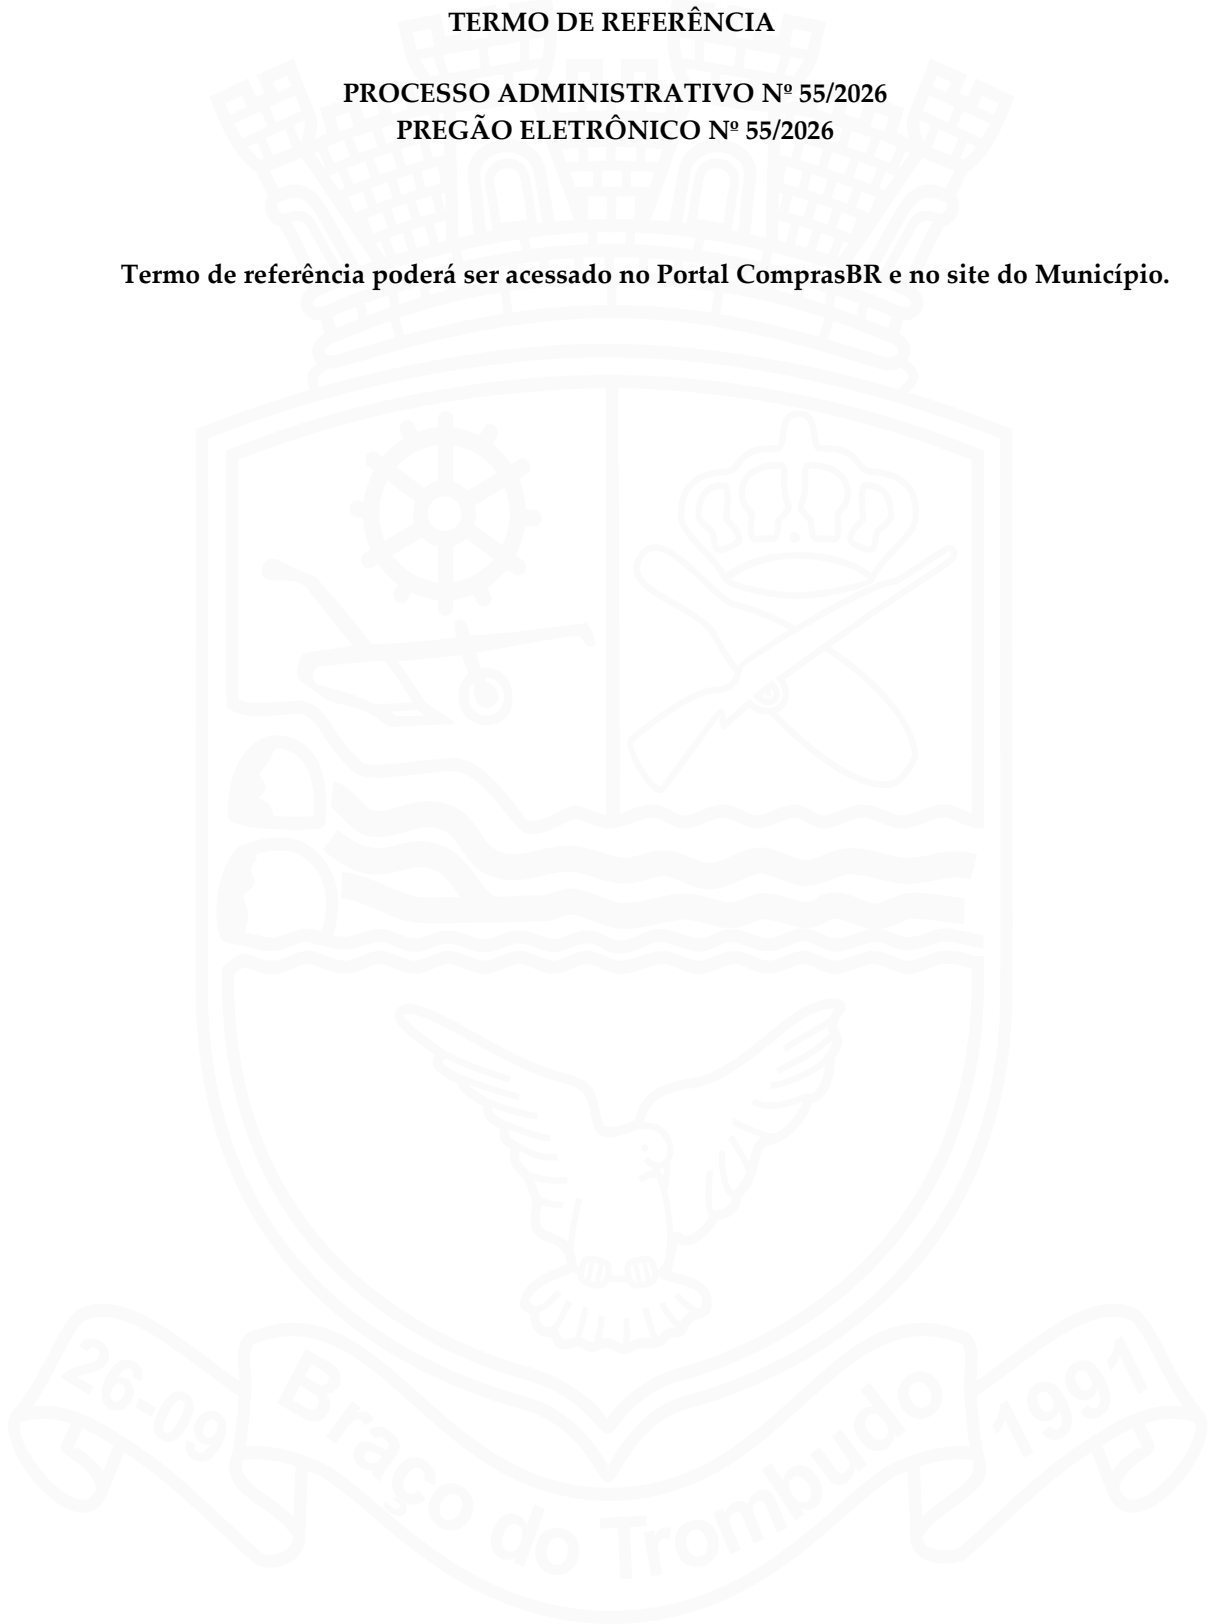 TERMO DE REFERÊNCIA
PROCESSO ADMINISTRATIVO Nº 55/2026
PREGÃO ELETRÔNICO Nº 55/2026
Termo de referência poderá ser acessado no Portal ComprasBR e no site do Município.
26-09 Braço do Trombudo 1991